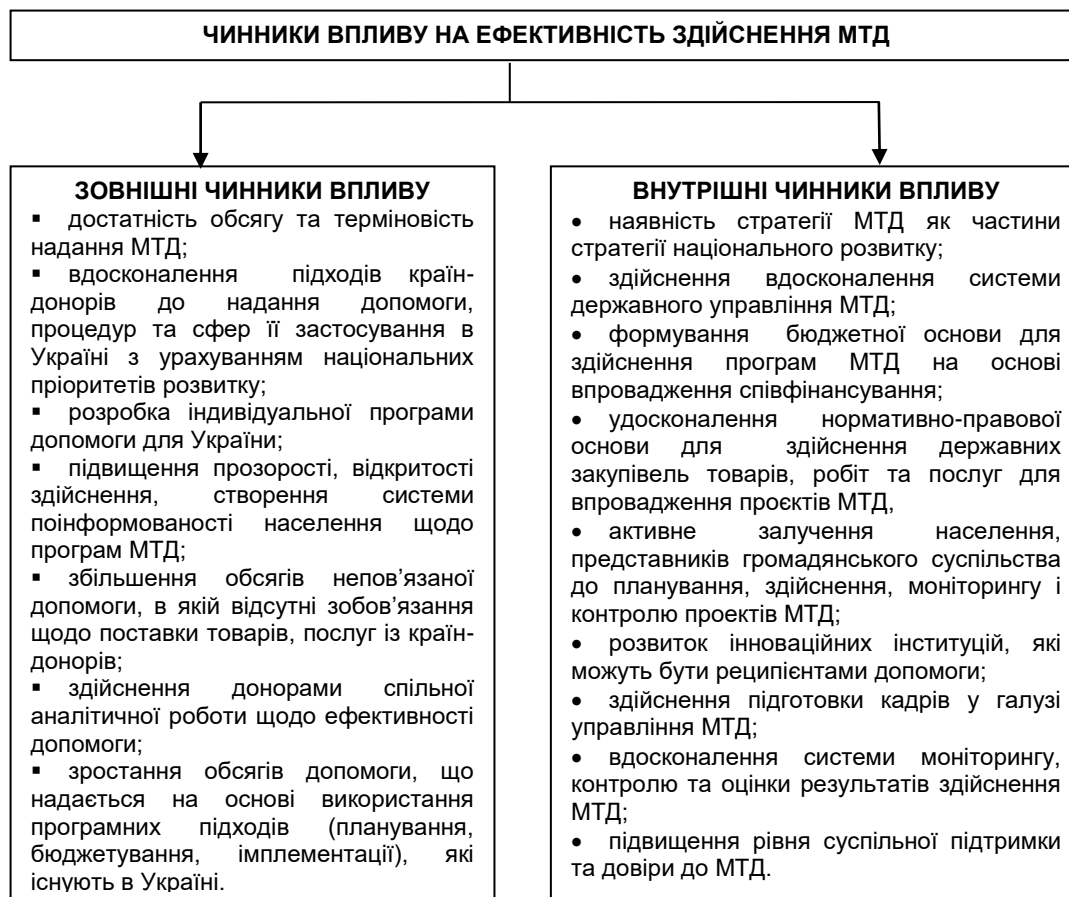 ЧИННИКИ ВПЛИВУ НА ЕФЕКТИВНІСТЬ ЗДІЙСНЕННЯ МТД
ЗОВНІШНІ ЧИННИКИ ВПЛИВУ
▪ достатність обсягу та терміновість
надання МТД;
▪ вдосконалення підходів країн-
донорів до надання допомоги,
процедур та сфер її застосування в
Україні з урахуванням національних
пріоритетів розвитку;
▪ розробка індивідуальної програми
допомоги для України;
▪ підвищення прозорості, відкритості
здійснення, створення системи
поінформованості населення щодо
програм МТД;
▪ збільшення обсягів непов’язаної
допомоги, в якій відсутні зобов’язання
щодо поставки товарів, послуг із країн-
донорів;
▪ здійснення донорами спільної
аналітичної роботи щодо ефективності
допомоги;
▪ зростання обсягів допомоги, що
надається на основі використання
програмних підходів (планування,
бюджетування, імплементації), які
існують в Україні.
ВНУТРІШНІ ЧИННИКИ ВПЛИВУ
• наявність стратегії МТД як частини
стратегії національного розвитку;
• здійснення вдосконалення системи
державного управління МТД;
• формування бюджетної основи для
здійснення програм МТД на основі
впровадження співфінансування;
• удосконалення нормативно-правової
основи для здійснення державних
закупівель товарів, робіт та послуг для
впровадження проєктів МТД,
• активне залучення населення,
представників громадянського суспільства
до планування, здійснення, моніторингу і
контролю проектів МТД;
• розвиток інноваційних інституцій, які
можуть бути реципієнтами допомоги;
• здійснення підготовки кадрів у галузі
управління МТД;
• вдосконалення системи моніторингу,
контролю та оцінки результатів здійснення
МТД;
• підвищення рівня суспільної підтримки
та довіри до МТД.